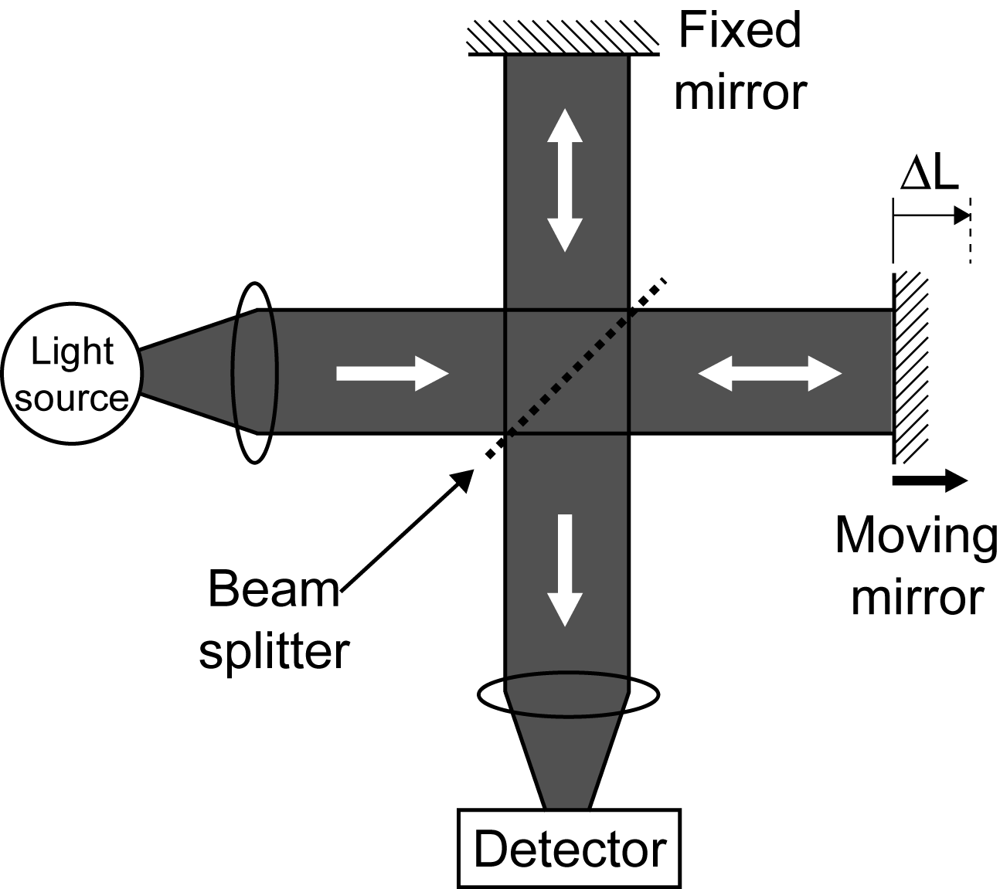 Fixed
mirror
ΔL
Light
source
Moving
mirror
Beam
splitter
Detector